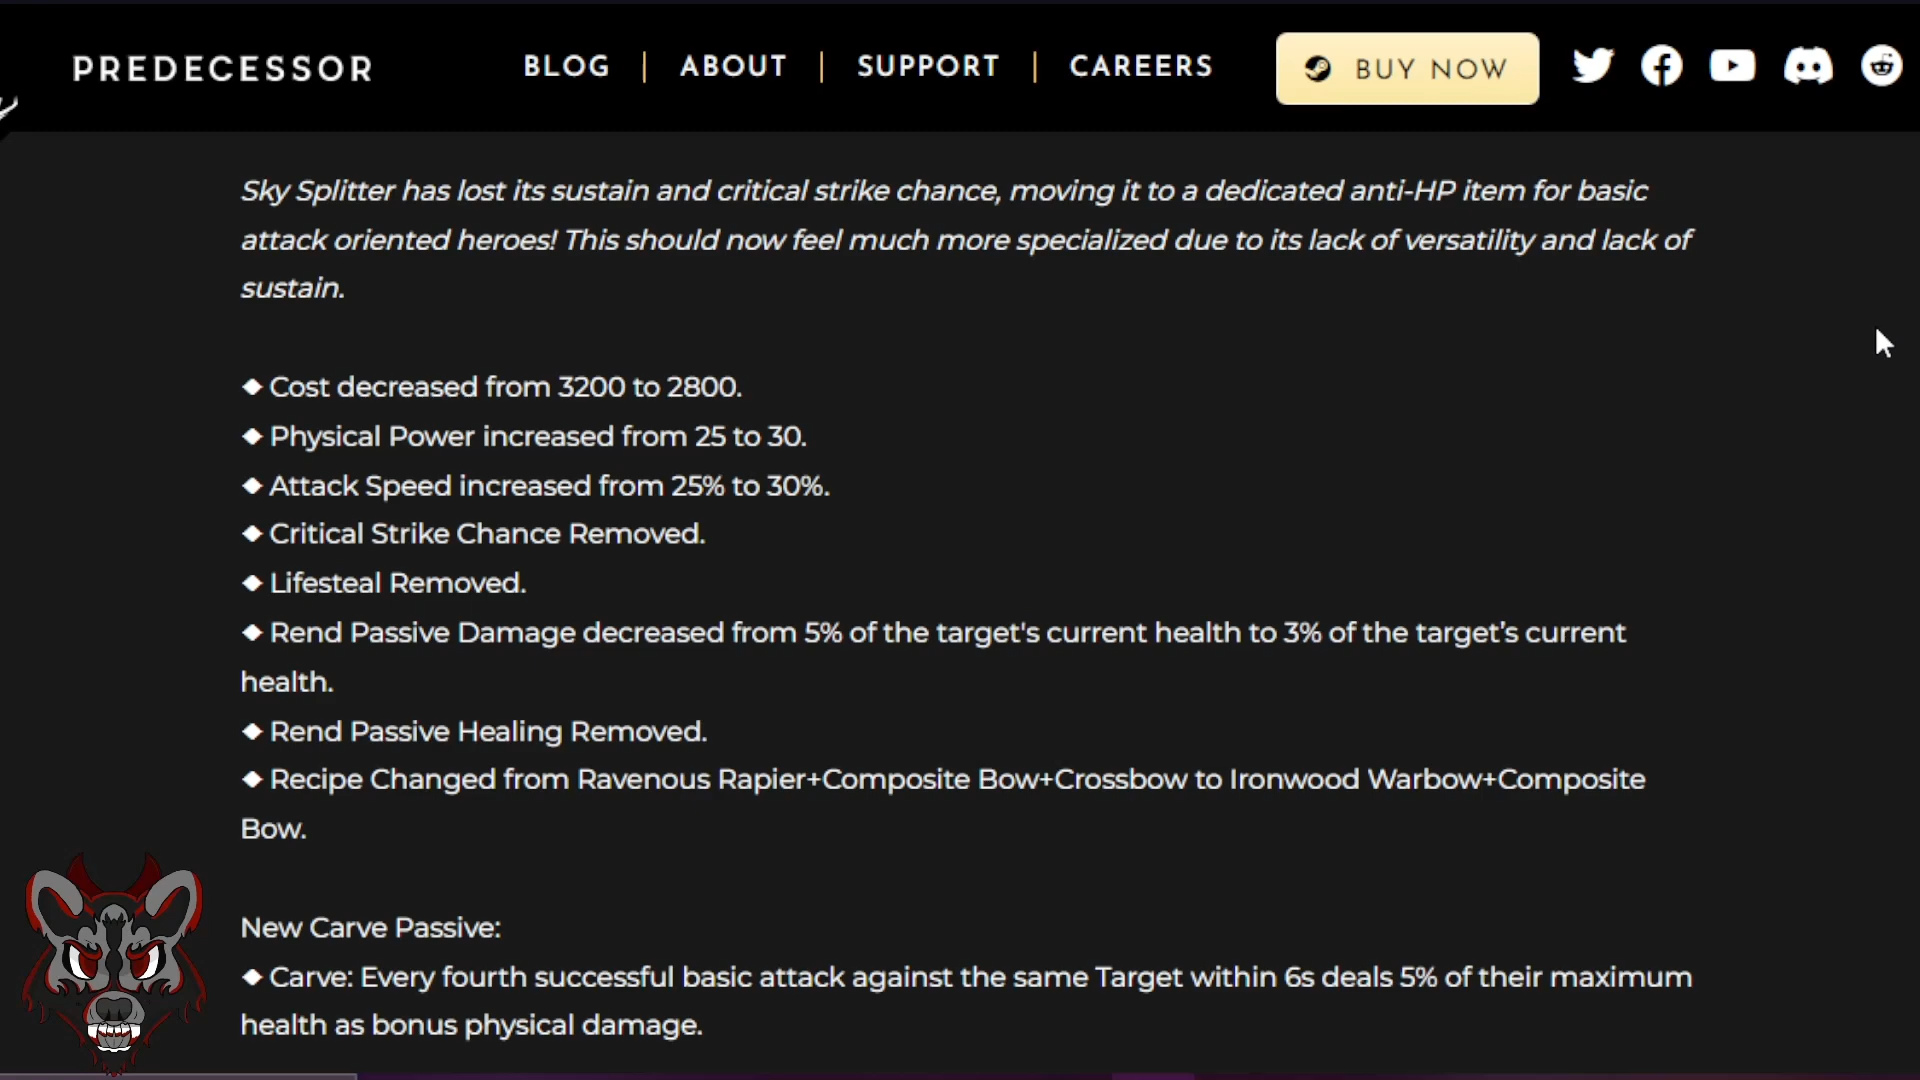 PREDECESSOR
BLOG | ABOUT | SUPPORT | CAREERS
BUY NOW
Sky Splitter has lost its sustain and critical strike chance, moving it to a dedicated anti-HP item for basic
attack oriented heroes! This should now feel much more specialized due to its lack of versatility and lack of
sustain.
◆ Cost decreased from 3200 to 2800.
◆ Physical Power increased from 25 to 30.
◆ Attack Speed increased from 25% to 30%.
◆ Critical Strike Chance Removed.
◆ Lifesteal Removed.
◆ Rend Passive Damage decreased from 5% of the target's current health to 3% of the target’s current
health.
◆ Rend Passive Healing Removed.
◆ Recipe Changed from Ravenous Rapier+Composite Bow+Crossbow to Ironwood Warbow+Composite
Bow.
New Carve Passive:
◆ Carve: Every fourth successful basic attack against the same Target within 6s deals 5% of their maximum
health as bonus physical damage.